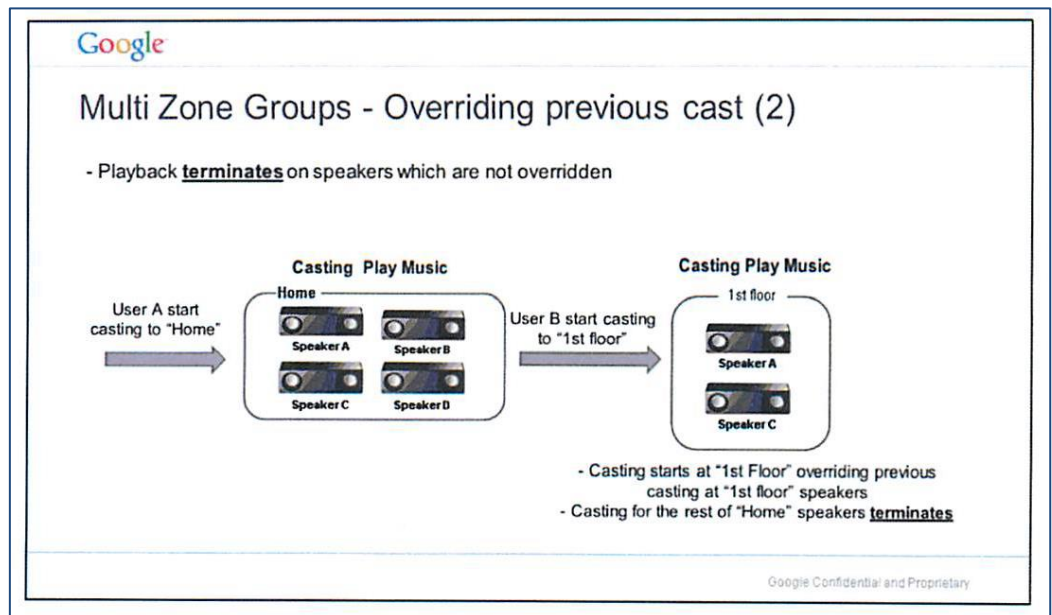 Google
Multi Zone Groups - Overriding previous cast (2)
- Playback terminates on speakers which are not overridden
Casting Play Music
Casting Play Music
User A start
casting to “Home”
Home
Speaker A
Speaker B
Speaker C
Speaker D
User B start casting
to “1st floor”
1st floor
Speaker A
Speaker C
- Casting starts at “1st Floor” overriding previous
casting at “1st floor” speakers
- Casting for the rest of “Home” speakers terminates
Google Confidential and Proprietary